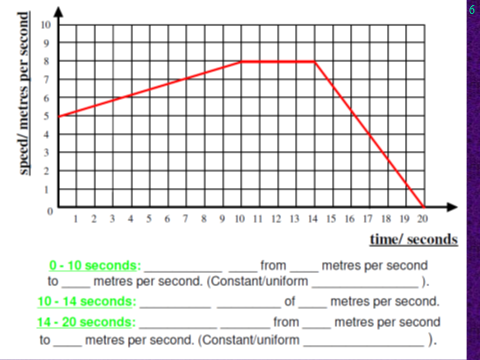 6
speed/ metres per second
10
9
8
7
6
5
4
3
2
1
0
1 2 3 4 5 6 7 8 9 10 11 12 13 14 15 16 17 18 19 20
time/ seconds
0 - 10 seconds: ___________ ____ from ____ metres per second
to ____ metres per second. (Constant/uniform _______________ ).
10 - 14 seconds: __________ _________ of ____ metres per second.
14 - 20 seconds: ___________ _______ from ____ metres per second
to ____ metres per second. (Constant/uniform _________________ ).